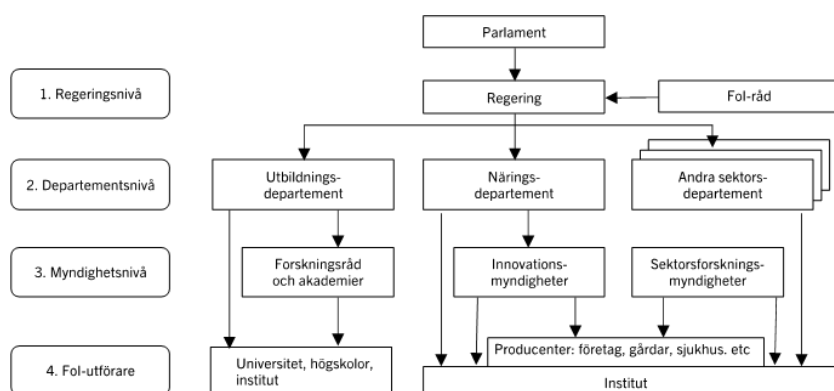 Parlament
1. Regeringsnivå
Regering
FoI-råd
2. Departementsnivå
Utbildnings-
departement
Närings-
departement
Andra sektors-
departement
3. Myndighetsnivå
Forskningsråd
och akademier
Innovations-
myndigheter
Sektorsforsknings-
myndigheter
4. FoI-utförare
Universitet, högskolor,
institut
Producenter: företag, gårdar, sjukhus. etc
Institut